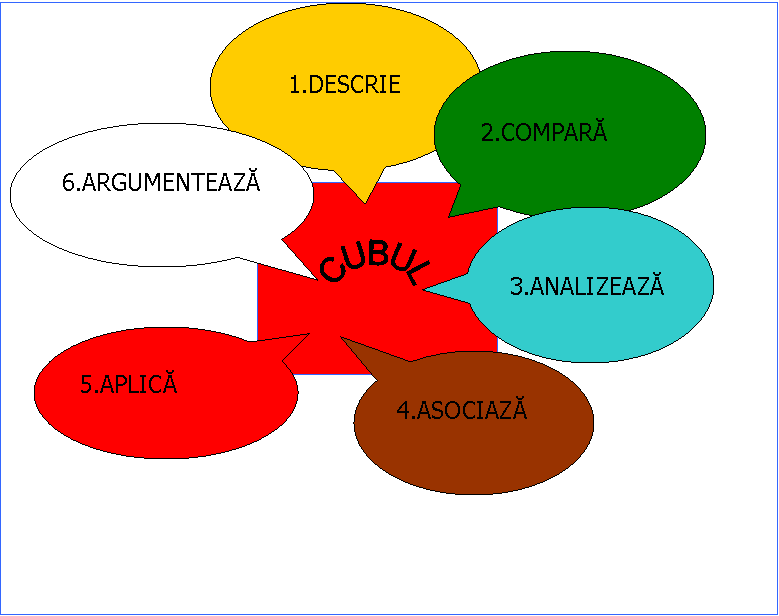 1.DESCRIE
2.COMPARĂ
6.ARGUMENTEAZĂ
CUBUL
3.ANALIZEAZĂ
5.APLICĂ
4.ASOCIAZĂ